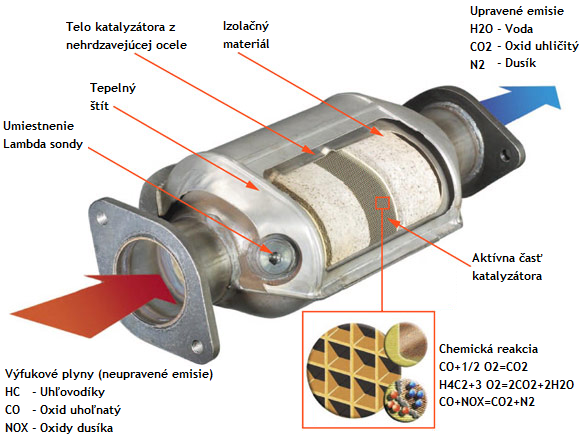 Telo katalyzátora z
nehrdzavejúcej ocele
Izolačný
materiál
Upravené emisie
H2O - Voda
CO2 - Oxid uhličitý
N2 - Dusík
Tepelný
štít
Umiestnenie
Lambda sondy
Aktívna časť
katalyzátora
Chemická reakcia
CO+1/2 O2=CO2
H4C2+3 O2=2CO2+2H2O
CO+NOX=CO2+N2
Výfukové plyny (neupravené emisie)
HC - Uhľovodíky
CO - Oxid uhoľnatý
NOX - Oxidy dusíka